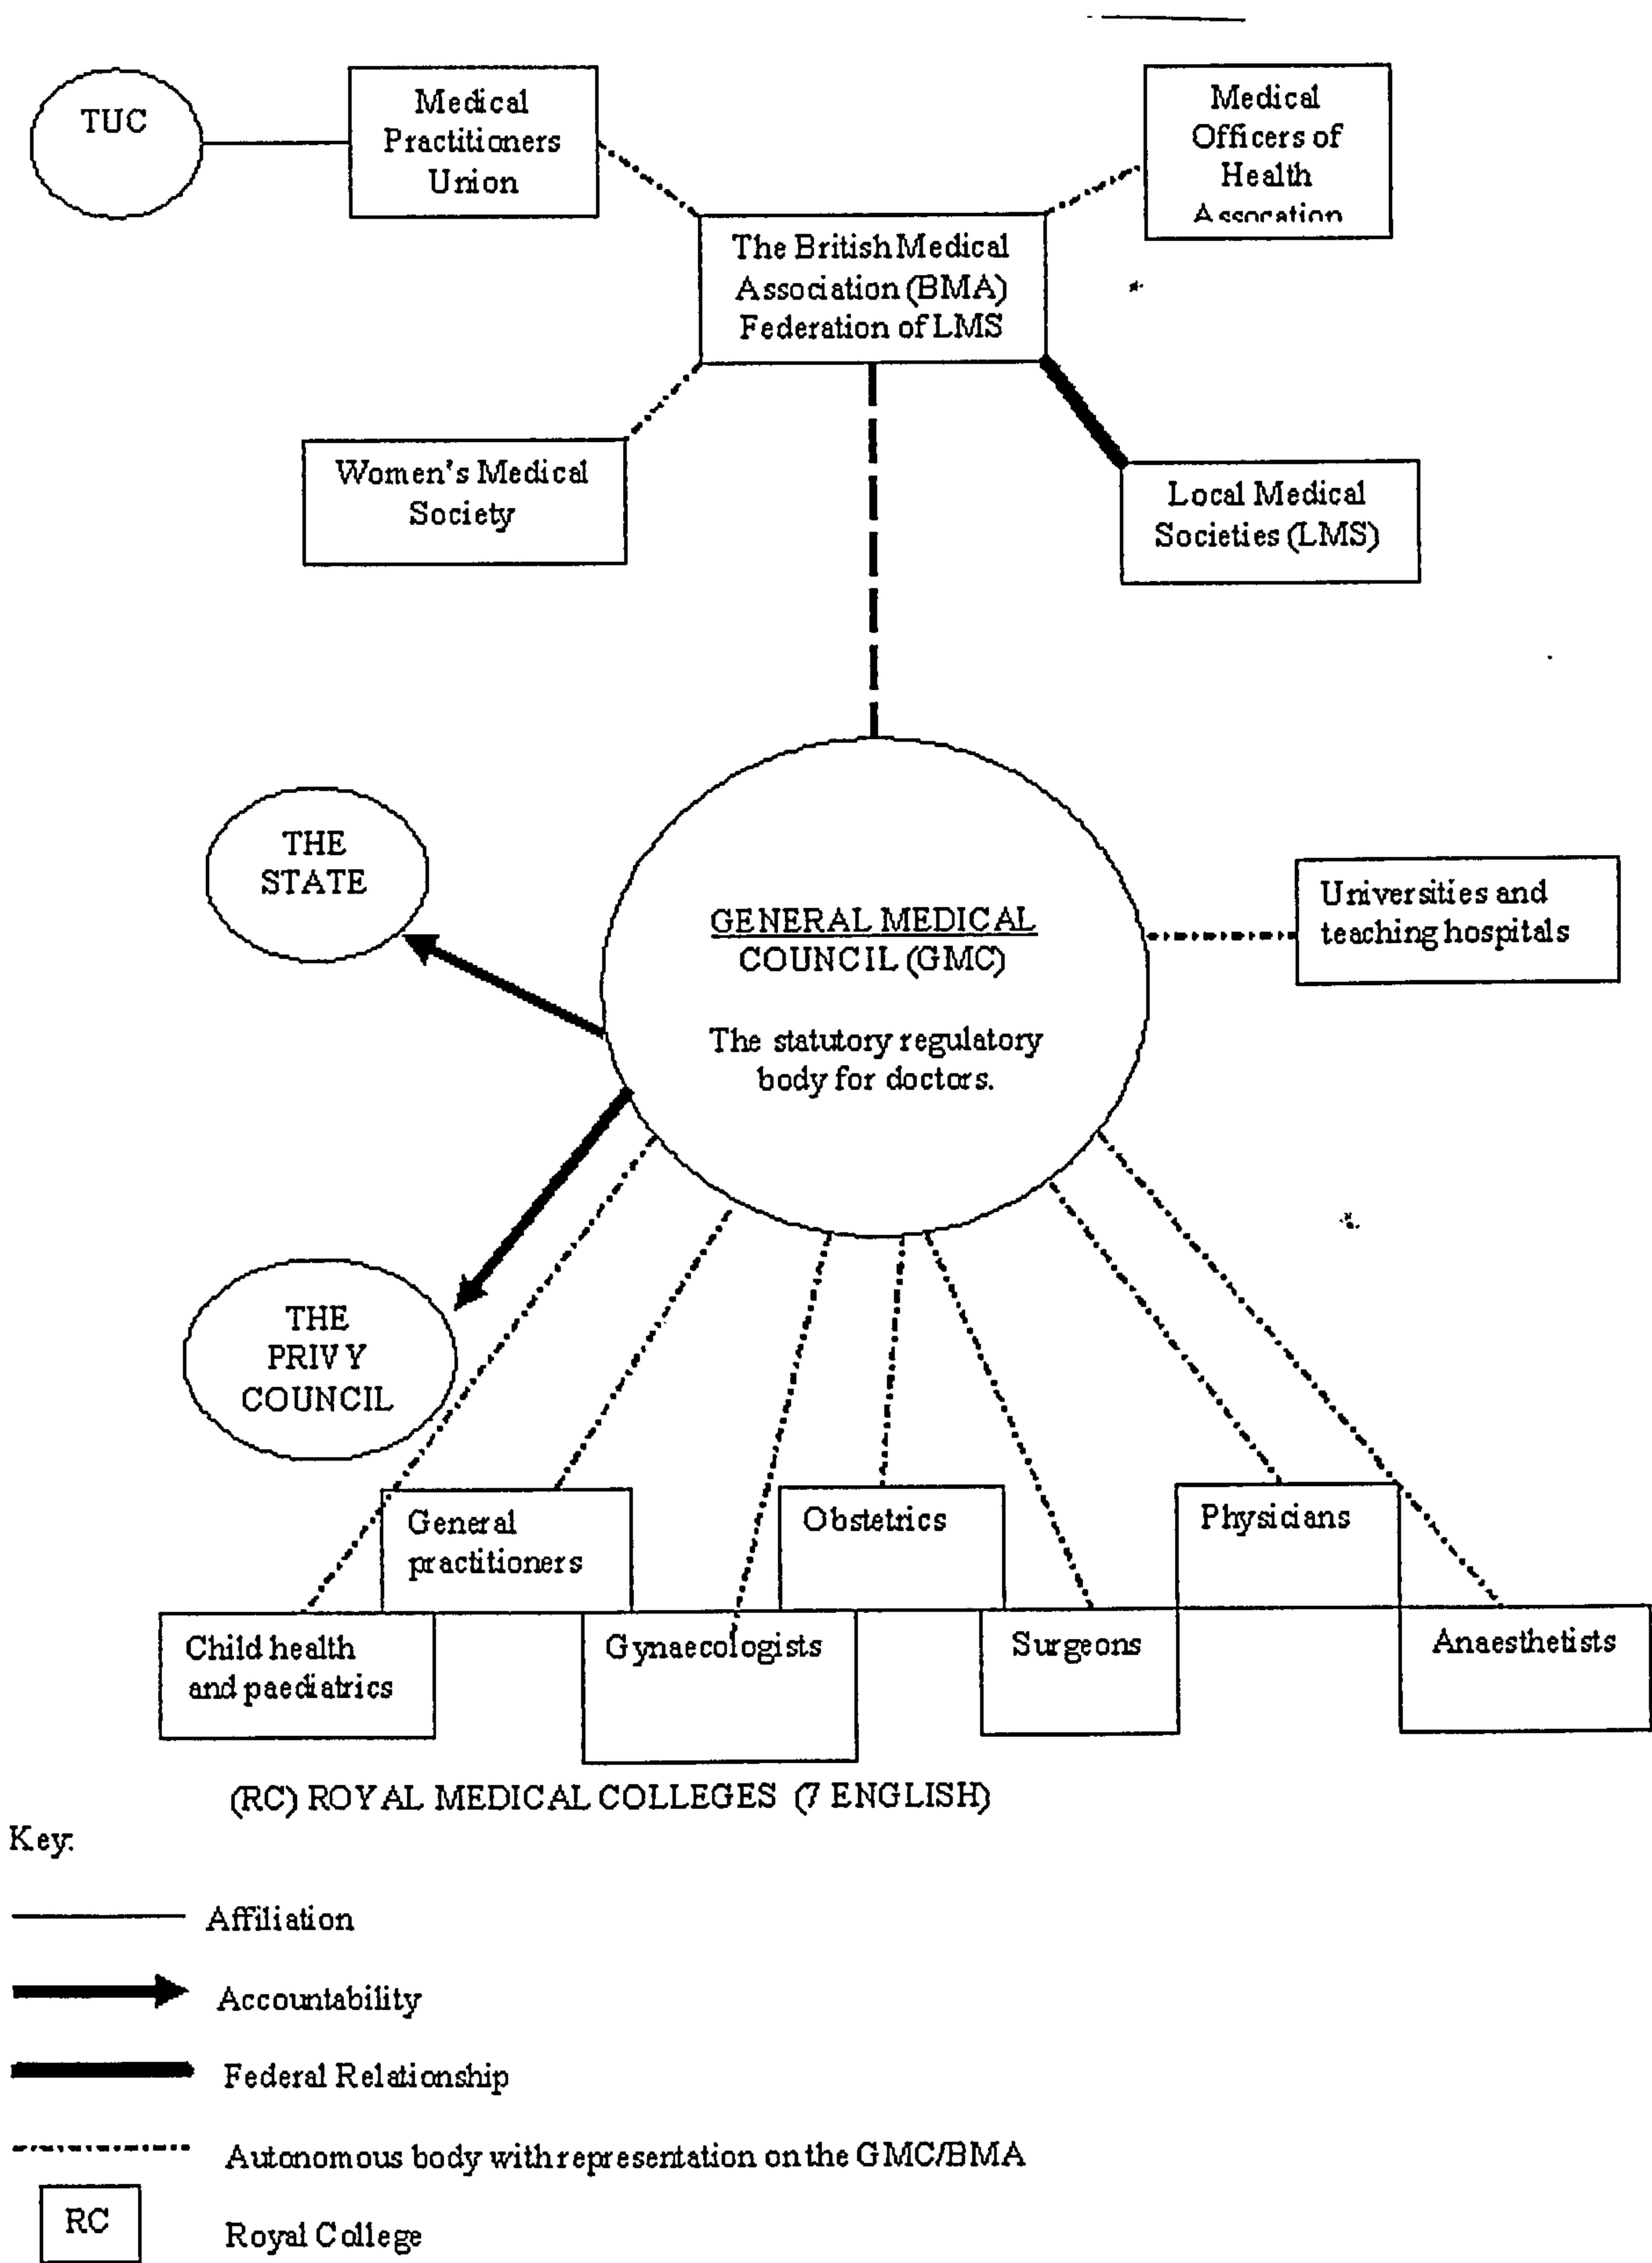 TUC
Medical
Practitioners
Union
Medical
Officers of
Health
Association
The British Medical
Association (BMA)
Federation of LMS
Women's Medical
Society
Local Medical
Societies (LMS)
THE
STATE
GENERAL MEDICAL
COUNCIL (GMC)
The statutory regulatory
body for doctors.
Universities and
teaching hospitals
THE
PRIVY
COUNCIL
General
practitioners
Obstetrics
Physicians
Child health
and paediatrics
Gynaecologists
Surgeons
Anaesthetists
(RC) ROYAL MEDICAL COLLEGES (7 ENGLISH)
Key:
Affiliation
Accountability
Federal Relationship
Autonomous body with representation on the GMC/BMA
RC
Royal College